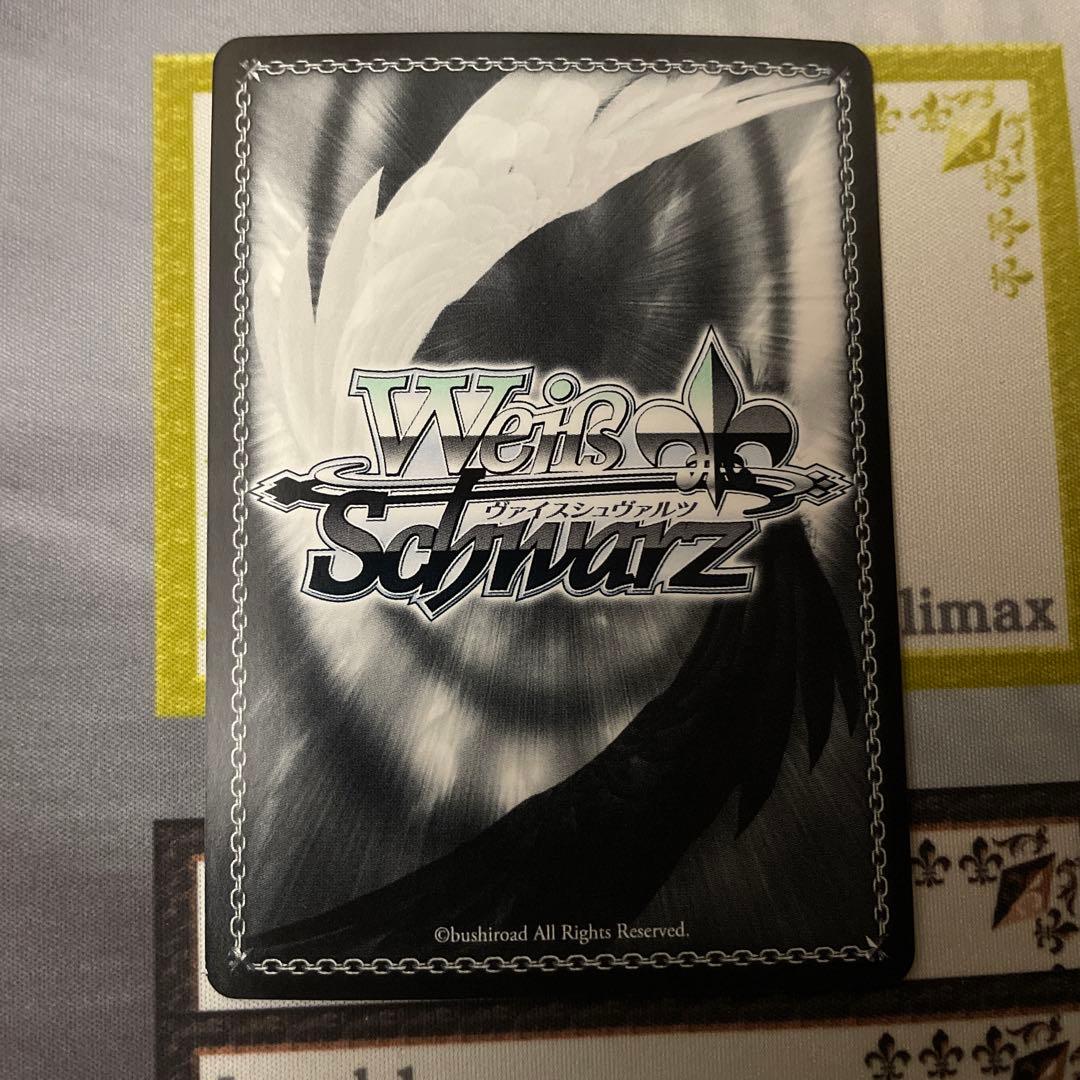 Weiß
ヴァイスシュヴァルツ
Schwarz
©bushiroad All Rights Reserved.
limax